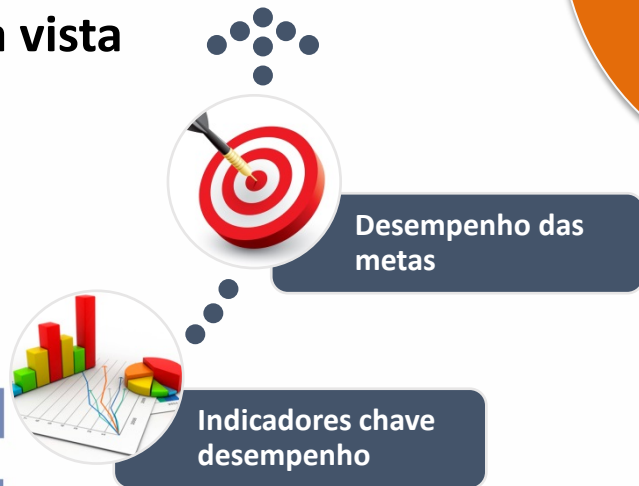 a vista
Desempenho das
metas
Indicadores chave
desempenho